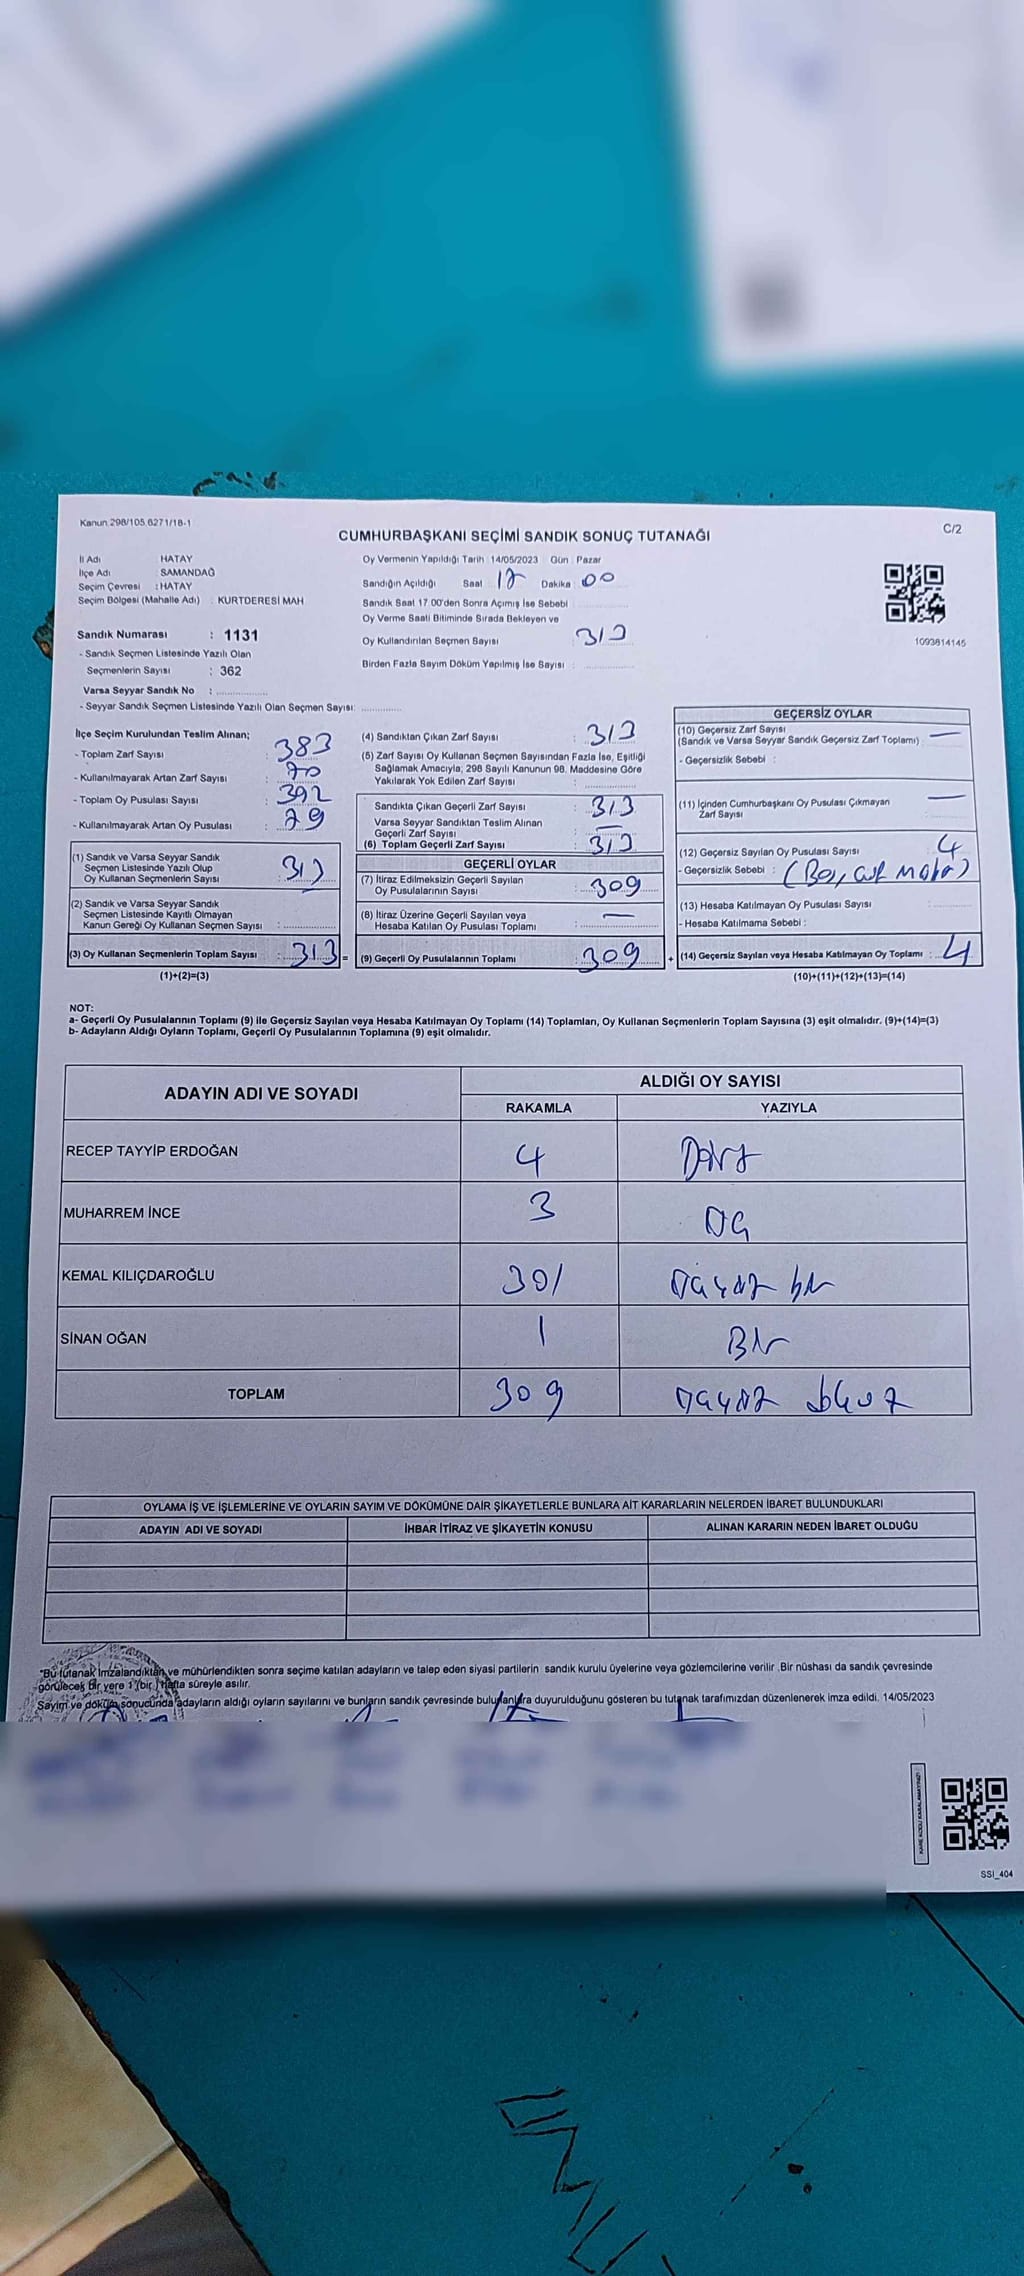 Kanun 298/105 6271/18-1
C/2
CUMHURBAŞKANI SEÇİMİ SANDIK SONUÇ TUTANAĞI
İl Adı HATAY
İlçe Adı : SAMANDAĞ
Seçim Çevresi : HATAY
Seçim Bölgesi (Mahalle Adı) KURTDERESİ MAH
Sandık Numarası : 1131
- Sandık Seçmen Listesinde Yazılı Olan
Seçmenlerin Sayısı : 362
Varsa Seyyar Sandık No :
- Seyyar Sandık Seçmen Listesinde Yazılı Olan Seçmen Sayısı:
Oy Vermenin Yapıldığı Tarih : 14/05/2023 Gün : Pazar
Sandığın Açıldığı Saat 17 Dakika : 00
Sandık Saat 17 00'den Sonra Açımış İse Sebebi
Oy Verme Saati Bitiminde Sırada Bekleyen ve
Oy Kullandırılan Seçmen Sayısı : 313
Birden Fazla Sayım Döküm Yapılmış İse Sayısı :
1093814145
İlçe Seçim Kurulundan Teslim Alınan;
- Toplam Zarf Sayısı : 383
- Kullanılmayarak Artan Zarf Sayısı : 70
- Toplam Oy Pusulası Sayısı : 392
- Kullanılmayarak Artan Oy Pusulası : 79
(1) Sandık ve Varsa Seyyar Sandık
Seçmen Listesinde Yazılı Olup
Oy Kullanan Seçmenlerin Sayısı : 313
(2) Sandık ve Varsa Seyyar Sandık
Seçmen Listesinde Kayıtlı Olmayan
Kanun Gereği Oy Kullanan Seçmen Sayısı :
(3) Oy Kullanan Seçmenlerin Toplam Sayısı : 313 =
(1)+(2)=(3)
(4) Sandıktan Çıkan Zarf Sayısı : 313
(5) Zarf Sayısı Oy Kullanan Seçmen Sayısından Fazla İse, Eşitliği
Sağlamak Amacıyla; 298 Sayılı Kanunun 98. Maddesine Göre
Yakılarak Yok Edilen Zarf Sayısı :
Sandıkta Çıkan Geçerli Zarf Sayısı : 313
Varsa Seyyar Sandıktan Teslim Alınan
Geçerli Zarf Sayısı : —
(6) Toplam Geçerli Zarf Sayısı : 313
GEÇERLİ OYLAR
(7) İtiraz Edilmeksizin Geçerli Sayılan
Oy Pusulalarının Sayısı : 309
(8) İtiraz Üzerine Geçerli Sayılan veya
Hesaba Katılan Oy Pusulası Toplamı : —
(9) Geçerli Oy Pusulalarının Toplamı : 309 +
GEÇERSİZ OYLAR
(10) Geçersiz Zarf Sayısı
(Sandık ve Varsa Seyyar Sandık Geçersiz Zarf Toplamı) —
- Geçersizlik Sebebi :
(11) İçinden Cumhurbaşkanı Oy Pusulası Çıkmayan
Zarf Sayısı : —
(12) Geçersiz Sayılan Oy Pusulası Sayısı : 4
- Geçersizlik Sebebi :
(13) Hesaba Katılmayan Oy Pusulası Sayısı :
- Hesaba Katılmama Sebebi :
(14) Geçersiz Sayılan veya Hesaba Katılmayan Oy Toplamı : 4
(10)+(11)+(12)+(13)=(14)
NOT:
a- Geçerli Oy Pusulalarının Toplamı (9) ile Geçersiz Sayılan veya Hesaba Katılmayan Oy Toplamı (14) Toplamları, Oy Kullanan Seçmenlerin Toplam Sayısına (3) eşit olmalıdır. (9)+(14)=(3)
b- Adayların Aldığı Oyların Toplamı, Geçerli Oy Pusulalarının Toplamına (9) eşit olmalıdır.
ADAYIN ADI VE SOYADI ALDIĞI OY SAYISI
RAKAMLA YAZIYLA
RECEP TAYYİP ERDOĞAN 4 Dört
MUHARREM İNCE 3 üç
KEMAL KILIÇDAROĞLU 301 üçyüz bir
SİNAN OĞAN 1 Bir
TOPLAM 309 üçyüz dokuz
OYLAMA İŞ VE İŞLEMLERİNE VE OYLARIN SAYIM VE DÖKÜMÜNE DAİR ŞİKAYETLERLE BUNLARA AİT KARARLARIN NELERDEN İBARET BULUNDUKLARI
ADAYIN ADI VE SOYADI İHBAR İTİRAZ VE ŞİKAYETİN KONUSU ALINAN KARARIN NEDEN İBARET OLDUĞU
"Bu tutanak İmzalandıktan ve mühürlendikten sonra seçime katılan adayların ve talep eden siyasi partilerin sandık kurulu üyelerine veya gözlemcilerine verilir .Bir nüshası da sandık çevresinde
görülecek bir yere 1 (bir) hafta süreyle asılır.
Sayım ve döküm sonucunda adayların aldığı oyların sayılarını ve bunların sandık çevresinde bulunanlara duyurulduğunu gösteren bu tutanak tarafımızdan düzenlenerek imza edildi. 14/05/2023
KARE KODU KARALAMAYINIZ!
SSI_404